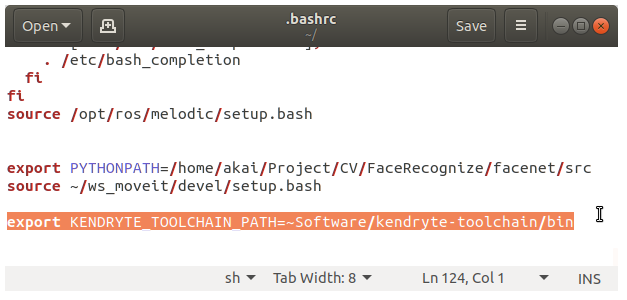 Open
.bashrc
~/
Save
. /etc/bash_completion
fi
fi
source /opt/ros/melodic/setup.bash
export PYTHONPATH=/home/akai/Project/CV/FaceRecognize/facenet/src
source ~/ws_moveit/devel/setup.bash
export KENDRYTE_TOOLCHAIN_PATH=~Software/kendryte-toolchain/bin
sh Tab Width: 8 Ln 124, Col 1 INS